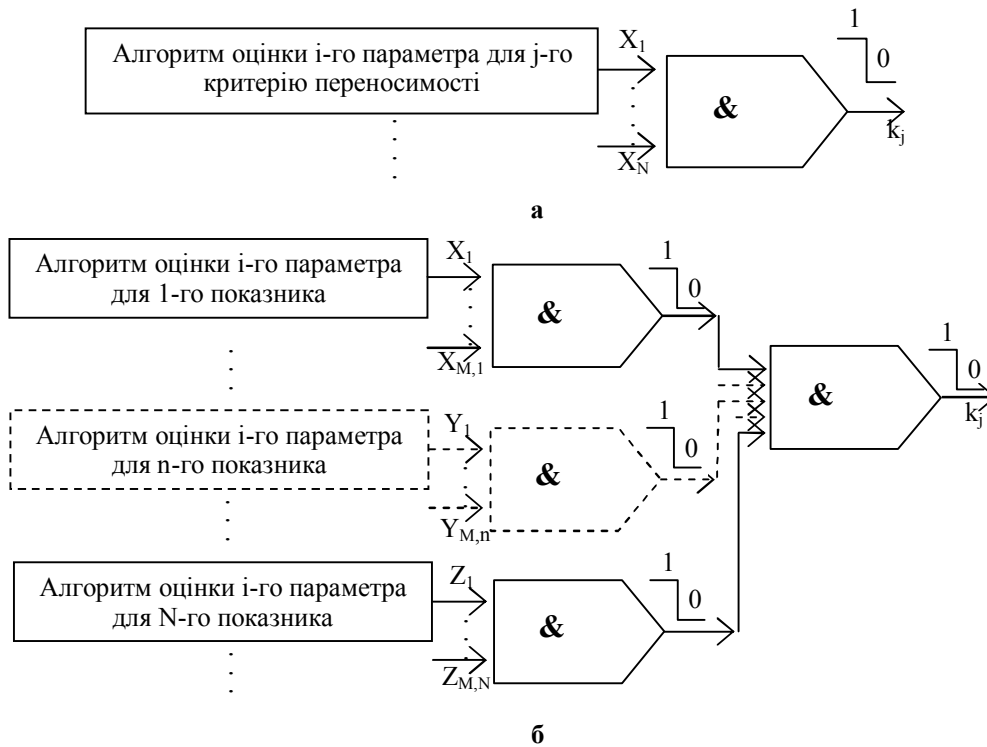 1
0
Алгоритм оцінки і-го параметра для j-го
критерію переносимості
X1
&
kj
XN
а
1
0
Алгоритм оцінки і-го параметра
для 1-го показника
X1
&
XM,1
1
0
&
kj
Алгоритм оцінки і-го параметра
для n-го показника
Y1
1
0
&
YM,n
Алгоритм оцінки і-го параметра
для N-го показника
Z1
1
0
&
ZM,N
б